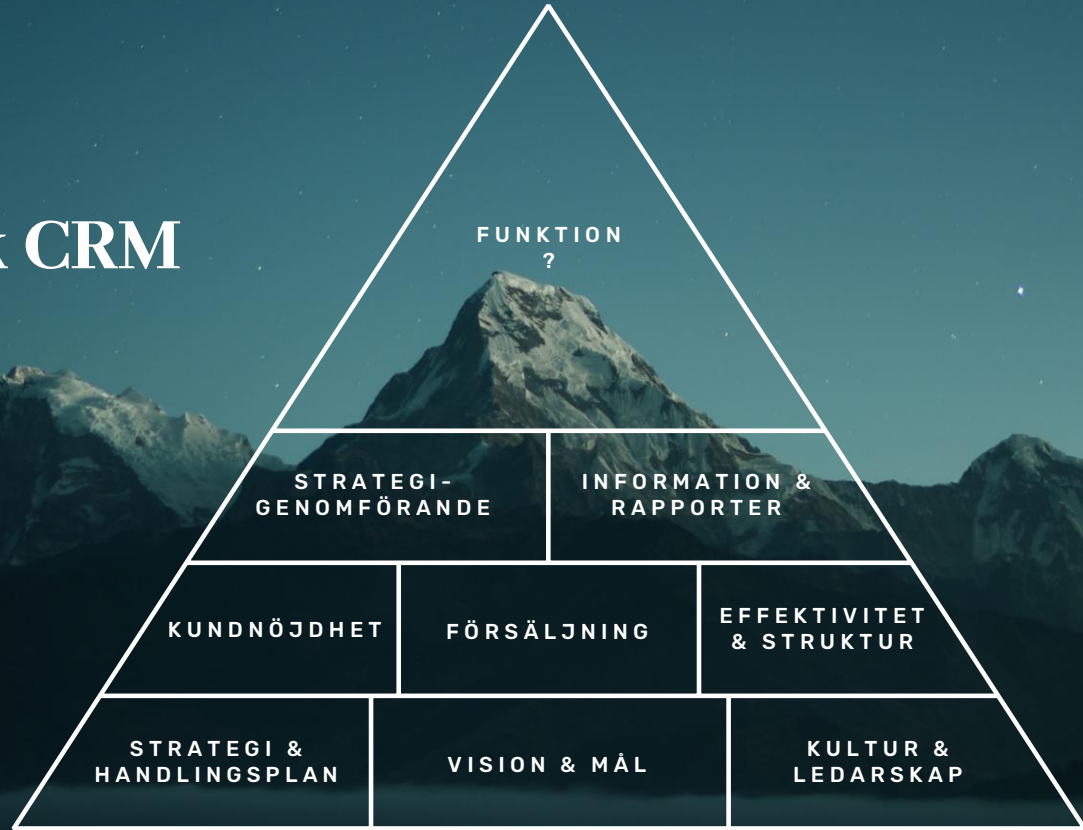 CRM
FUNKTION
?
STRATEGI-
GENOMFÖRANDE
INFORMATION &
RAPPORTER
KUNDNÖJDHET
FÖRSÄLJNING
EFFEKTIVITET
& STRUKTUR
STRATEGI &
HANDLINGSPLAN
VISION & MÅL
KULTUR &
LEDARSKAP